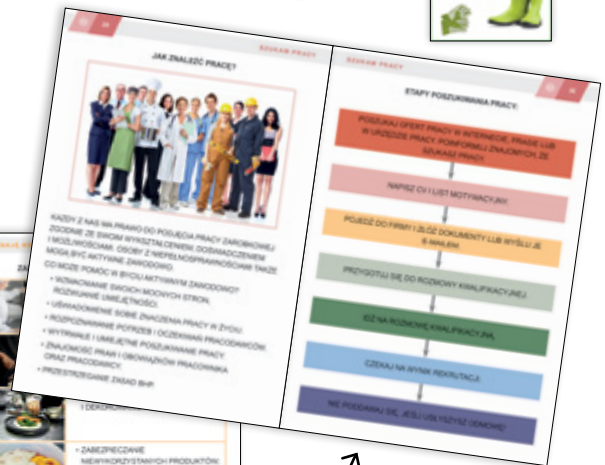 SZUKAM PRACY
JAK ZNALEŹĆ PRACĘ?
KAŻDY Z NAS MA PRAWO DO PODJĘCIA PRACY ZAROBKOWEJ
ZGODNIE ZE SWOIM WYKSZTAŁCENIEM, DOŚWIADCZENIEM
I MOŻLIWOŚCIAMI. OSOBY Z NIEPEŁNOSPRAWNOŚCIAMI TAKŻE
MOGĄ BYĆ AKTYWNE ZAWODOWO.
CO MOŻE POMÓC W BYCIU AKTYWNYM ZAWODOWO?
• WZMACNIANIE SWOICH MOCNYCH STRON,
ROZWIJANIE UMIEJĘTNOŚCI.
• UŚWIADOMIENIE SOBIE ZNACZENIA PRACY W ŻYCIU.
• ROZPOZNAWANIE POTRZEB I OCZEKIWAŃ PRACODAWCÓW.
• WYTRWAŁE I UMIEJĘTNE POSZUKIWANIE PRACY.
• ZNAJOMOŚĆ PRAW I OBOWIĄZKÓW PRACOWNIKA
ORAZ PRACODAWCY.
• PRZESTRZEGANIE ZASAD BHP.
SZUKAM PRACY
ETAPY POSZUKIWANIA PRACY:
POSZUKAJ OFERT PRACY W INTERNECIE, PRASIE LUB
W URZĘDZIE PRACY. POINFORMUJ ZNAJOMYCH, ŻE
SZUKASZ PRACY.
NAPISZ CV I LIST MOTYWACYJNY.
POJEDŹ DO FIRMY I ZŁÓŻ DOKUMENTY LUB WYŚLIJ JE
E-MAILEM.
PRZYGOTUJ SIĘ DO ROZMOWY KWALIFIKACYJNEJ.
IDŹ NA ROZMOWĘ KWALIFIKACYJNĄ.
CZEKAJ NA WYNIK REKRUTACJI.
NIE PODDAWAJ SIĘ, JEŚLI USŁYSZYSZ ODMOWĘ!
• ZABEZPIECZANIE
NIEWYKORZYSTANYCH PRODUKTÓW.